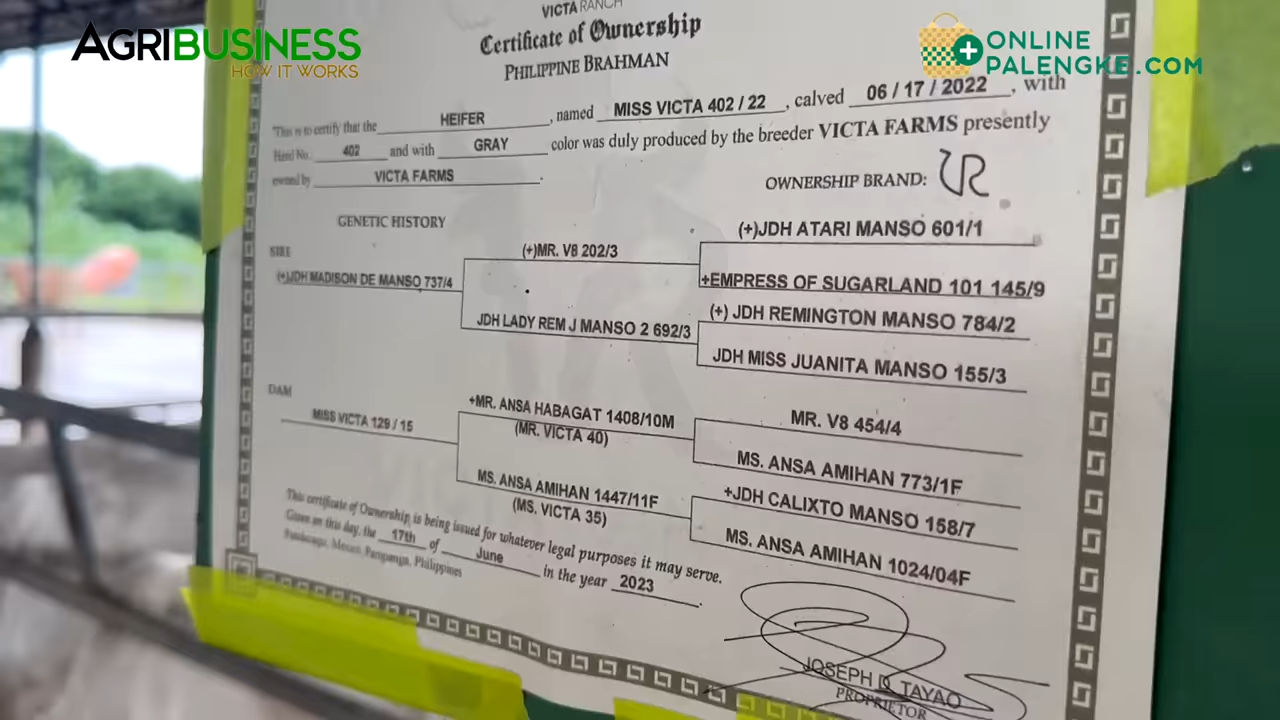 AGRIBUSINESS
HOW IT WORKS
ONLINE
PALENGKE.COM
VICTA RANCH
Certificate of Ownership
PHILIPPINE BRAHMAN
This is to certify that the HEIFER, named MISS VICTA 402 / 22, calved 06 / 17 / 2022, with
Herd No. 402 and with GRAY color was duly produced by the breeder VICTA FARMS presently
owned by VICTA FARMS.
OWNERSHIP BRAND:
GENETIC HISTORY
SIRE
(+)JDH MADISON DE MANSO 737/4
(+)MR. V8 202/3
(+)JDH ATARI MANSO 601/1
+EMPRESS OF SUGARLAND 101 145/9
JDH LADY REM J MANSO 2 692/3
(+) JDH REMINGTON MANSO 784/2
JDH MISS JUANITA MANSO 155/3
DAM
MISS VICTA 129 / 15
+MR. ANSA HABAGAT 1408/10M
(MR. VICTA 40)
MR. V8 454/4
MS. ANSA AMIHAN 773/1F
MS. ANSA AMIHAN 1447/11F
(MS. VICTA 35)
+JDH CALIXTO MANSO 158/7
MS. ANSA AMIHAN 1024/04F
This certificate of Ownership is being issued for whatever legal purposes it may serve.
Given on this day, the 17th of June in the year 2023.
Mexico, Pampanga, Philippines
JOSEPH D. TAYAO
PROPRIETOR